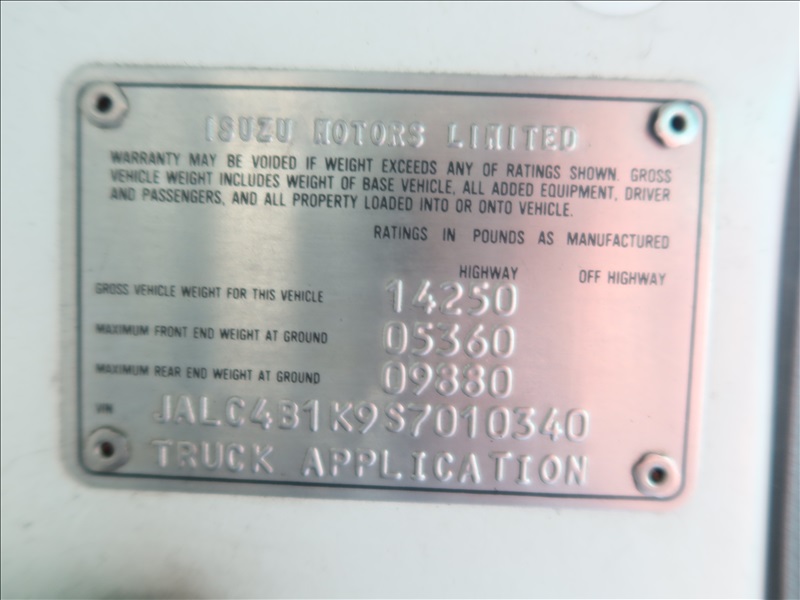 ISUZU MOTORS LIMITED
WARRANTY MAY BE VOIDED IF WEIGHT EXCEEDS ANY OF RATINGS SHOWN. GROSS
VEHICLE WEIGHT INCLUDES WEIGHT OF BASE VEHICLE, ALL ADDED EQUIPMENT, DRIVER
AND PASSENGERS, AND ALL PROPERTY LOADED INTO OR ONTO VEHICLE.
RATINGS IN POUNDS AS MANUFACTURED
HIGHWAY OFF HIGHWAY
GROSS VEHICLE WEIGHT FOR THIS VEHICLE 14250
MAXIMUM FRONT END WEIGHT AT GROUND 05360
MAXIMUM REAR END WEIGHT AT GROUND 09880
VIN JALC4B1K9S7010340
TRUCK APPLICATION